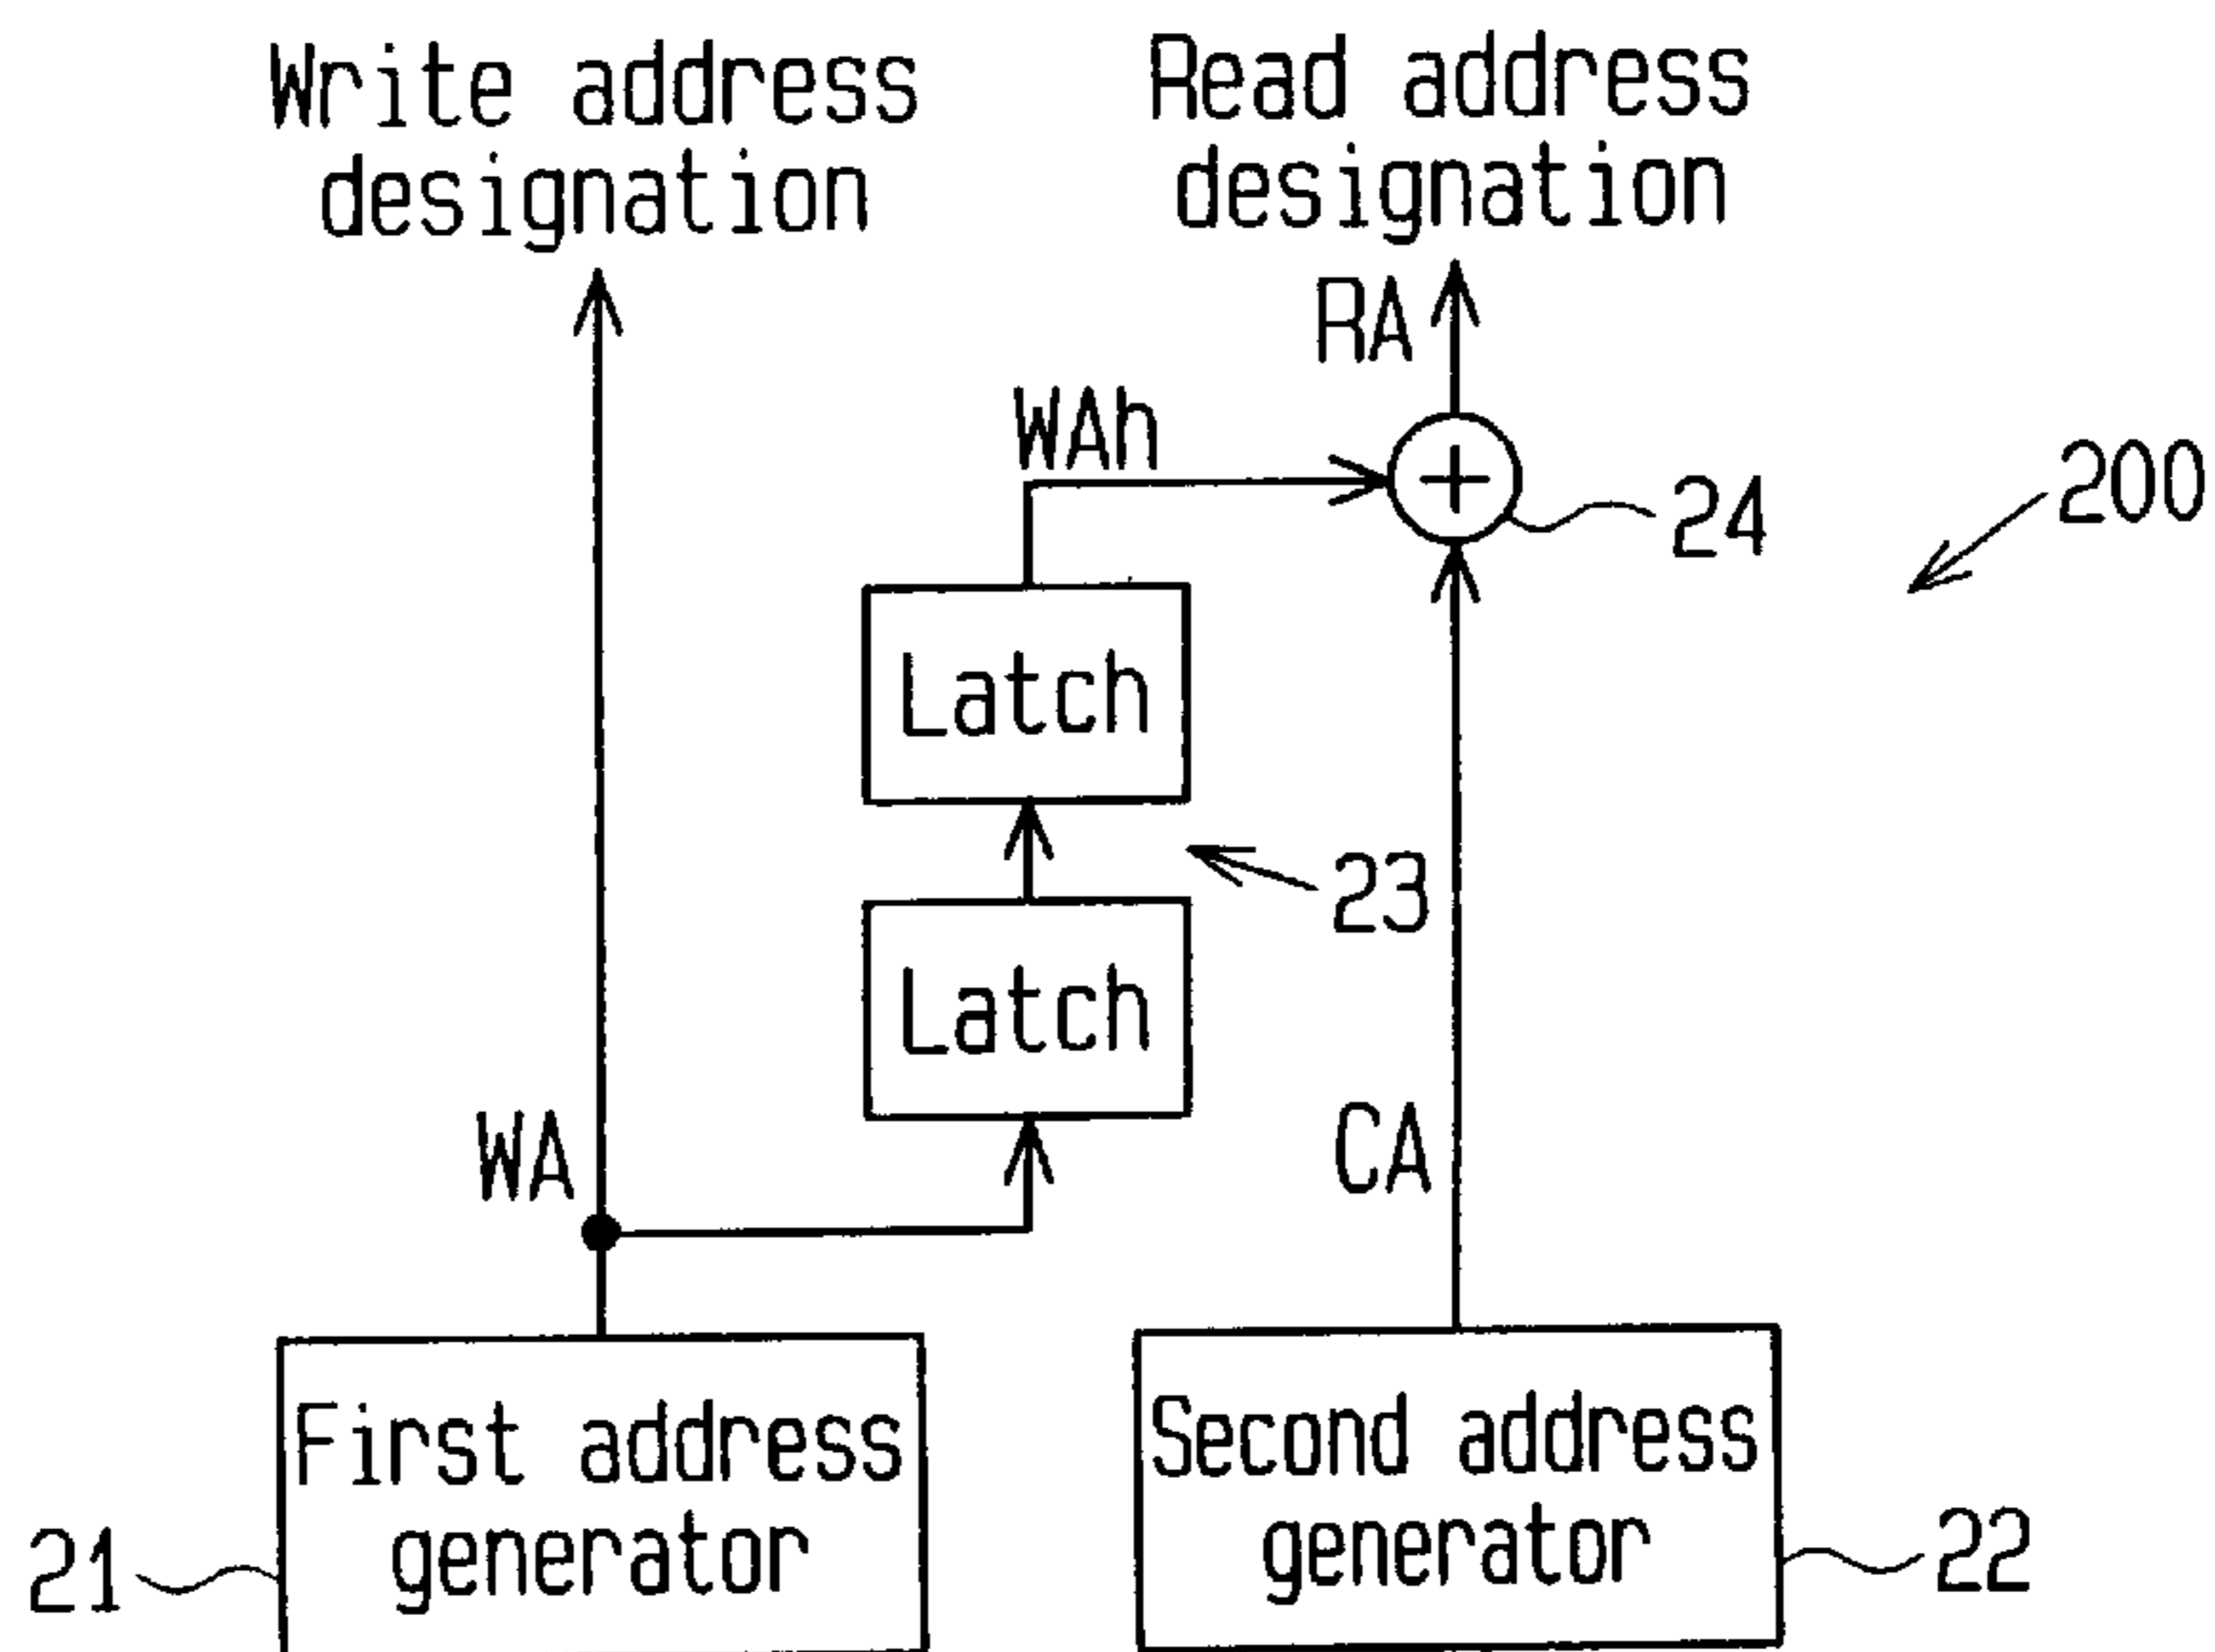 Write address
designation
Read address
designation
RA
WAh
24
200
Latch
23
Latch
WA
CA
First address
generator
21
Second address
generator
22